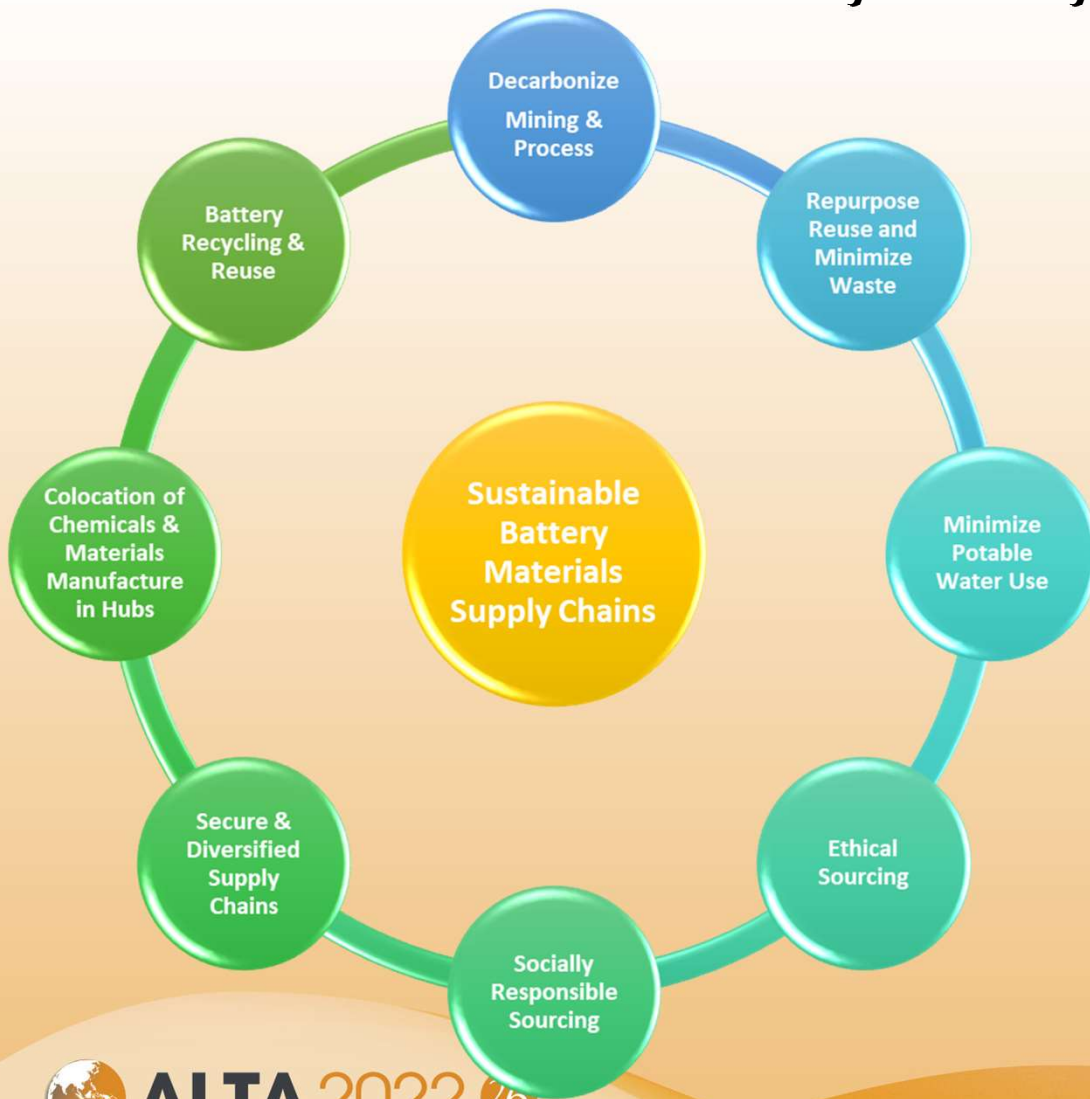 Decarbonize
Mining &
Process
Repurpose
Reuse and
Minimize
Waste
Minimize
Potable
Water Use
Ethical
Sourcing
Socially
Responsible
Sourcing
Secure &
Diversified
Supply
Chains
Colocation of
Chemicals &
Materials
Manufacture
in Hubs
Battery
Recycling &
Reuse
Sustainable
Battery
Materials
Supply Chains
ALTA 2022